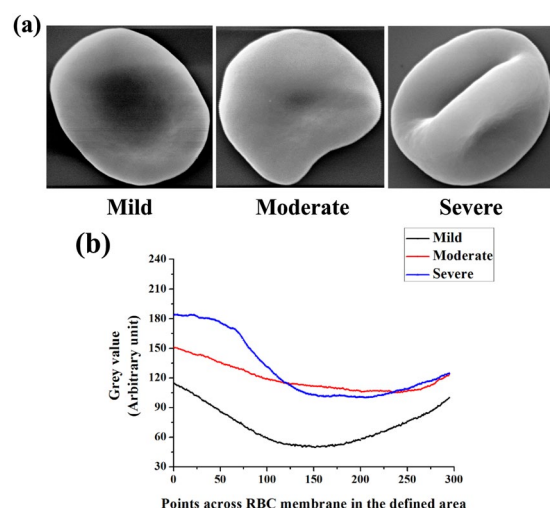 (a)
Mild
Moderate
Severe
(b)
Mild
Moderate
Severe
240
210
180
150
120
90
60
30
Grey value
(Arbitrary unit)
0
50
100
150
200
250
300
Points across RBC membrane in the defined area